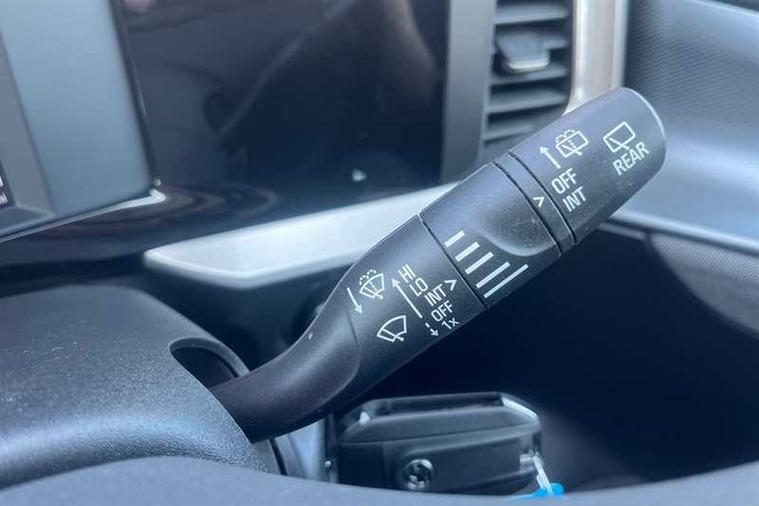 HI
LO
INT >
OFF
1x
>
OFF
INT
REAR